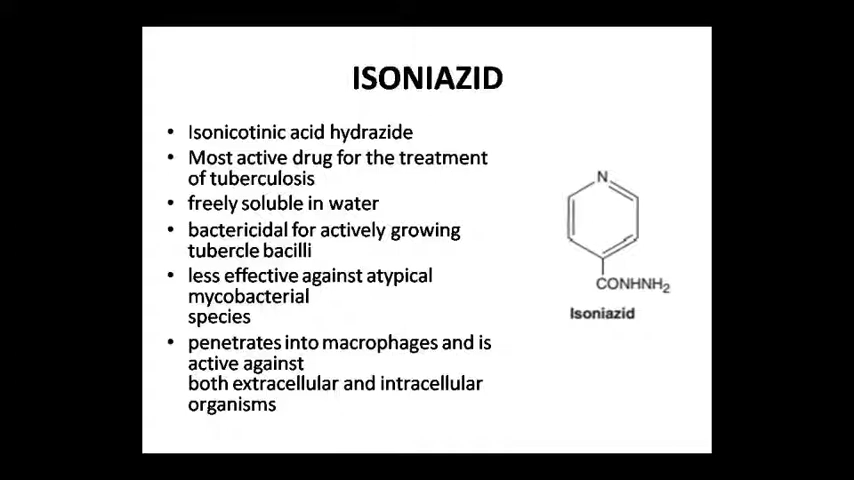 ISONIAZID
• Isonicotinic acid hydrazide
• Most active drug for the treatment
of tuberculosis
• freely soluble in water
• bactericidal for actively growing
tubercle bacilli
• less effective against atypical
mycobacterial
species
• penetrates into macrophages and is
active against
both extracellular and intracellular
organisms
N
CONHNH₂
Isoniazid